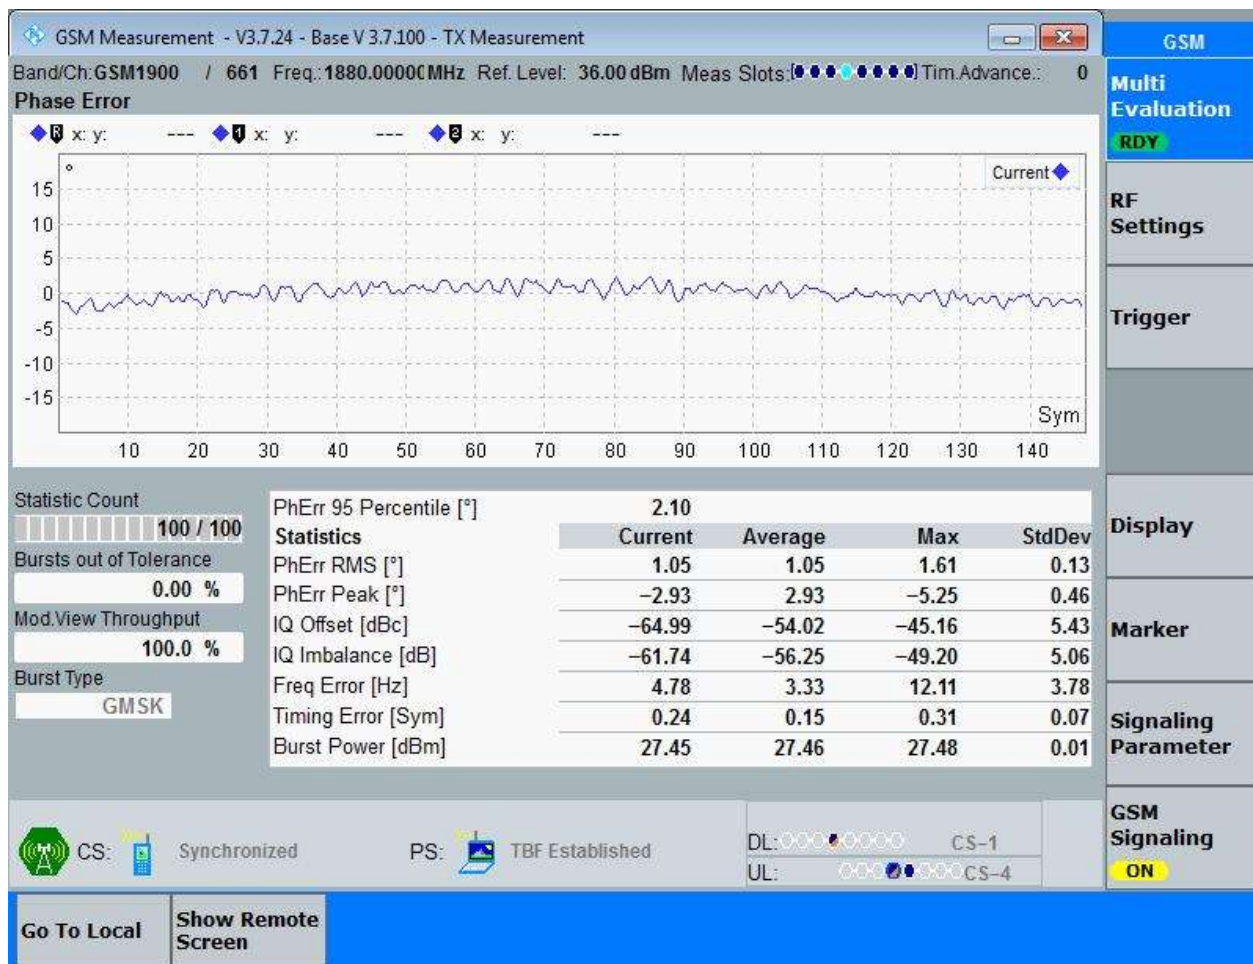 GSM Measurement - V3.7.24 - Base V 3.7.100 - TX Measurement
GSM
Band/Ch: GSM1900 / 661 Freq.: 1880.00000 MHz Ref. Level: 36.00 dBm Meas Slots: Tim.Advance.: 0
Phase Error
R x: y: --- 1 x: y: --- 2 x: y: ---
°
Current
15
10
5
0
-5
-10
-15
Sym
10 20 30 40 50 60 70 80 90 100 110 120 130 140
Statistic Count
100 / 100
Bursts out of Tolerance
0.00 %
Mod.View Throughput
100.0 %
Burst Type
GMSK
PhErr 95 Percentile [°] 2.10
Statistics Current Average Max StdDev
PhErr RMS [°] 1.05 1.05 1.61 0.13
PhErr Peak [°] −2.93 2.93 −5.25 0.46
IQ Offset [dBc] −64.99 −54.02 −45.16 5.43
IQ Imbalance [dB] −61.74 −56.25 −49.20 5.06
Freq Error [Hz] 4.78 3.33 12.11 3.78
Timing Error [Sym] 0.24 0.15 0.31 0.07
Burst Power [dBm] 27.45 27.46 27.48 0.01
CS: Synchronized PS: TBF Established
DL: CS−1
UL: CS−4
Multi
Evaluation
RDY
RF
Settings
Trigger
Display
Marker
Signaling
Parameter
GSM
Signaling
ON
Go To Local
Show Remote
Screen